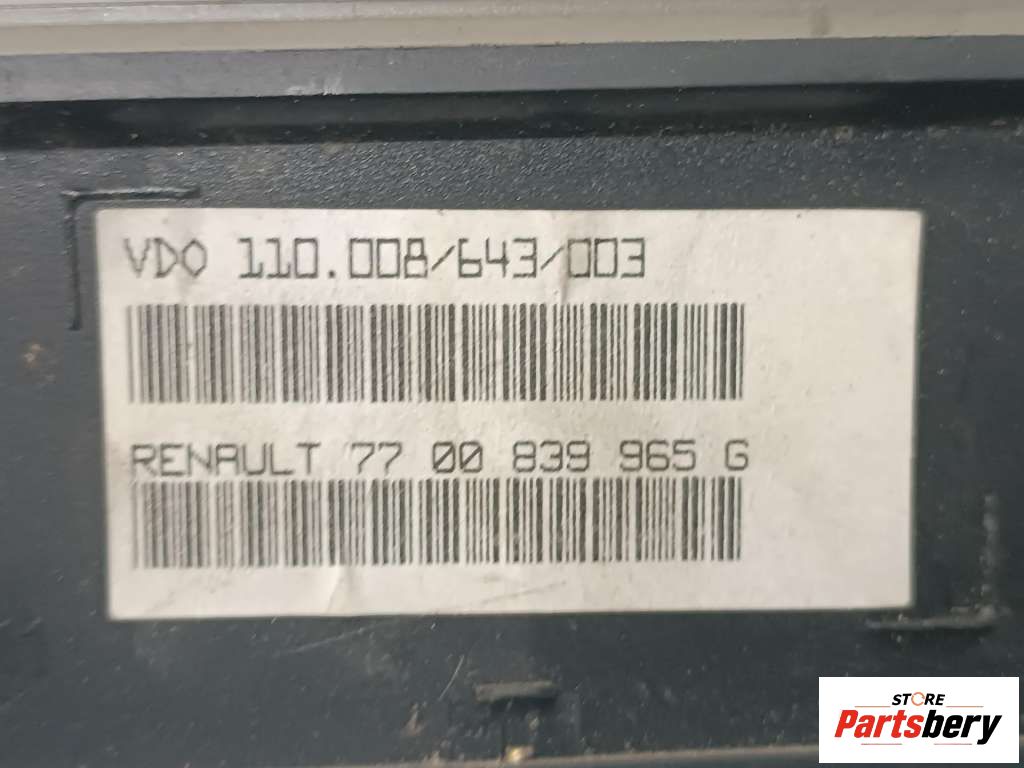 VDO 110.008/643/003
RENAULT 77 00 839 965 G
STORE
Partsbery